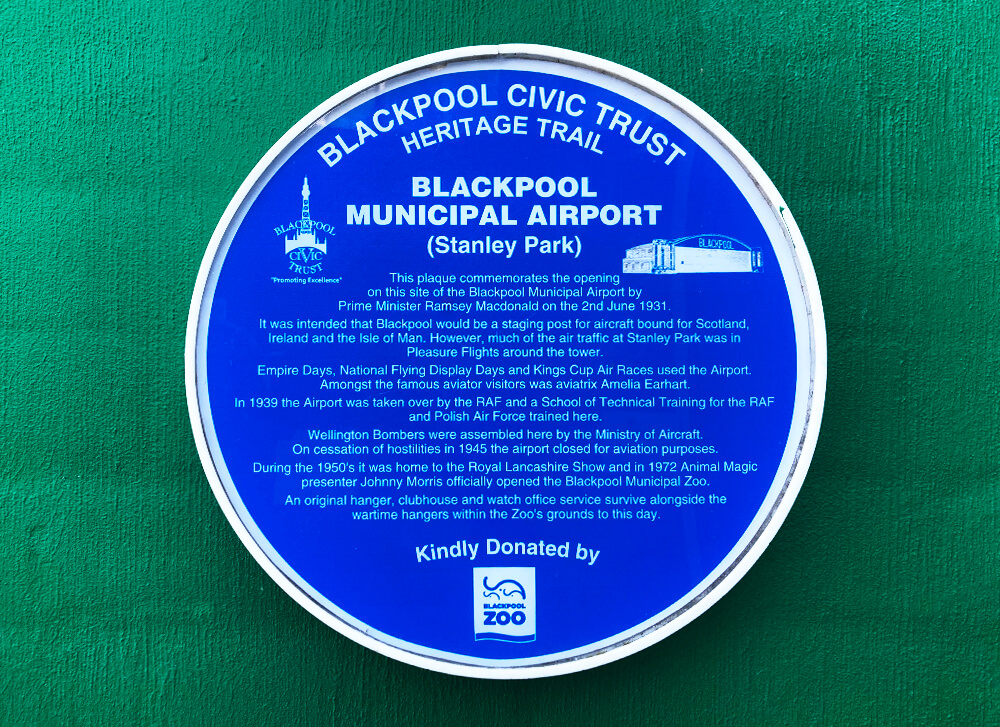 BLACKPOOL CIVIC TRUST
HERITAGE TRAIL
BLACKPOOL
MUNICIPAL AIRPORT
(Stanley Park)
BLACKPOOL
CIVIC
TRUST
"Promoting Excellence"
BLACKPOOL
This plaque commemorates the opening
on this site of the Blackpool Municipal Airport by
Prime Minister Ramsey Macdonald on the 2nd June 1931.
It was intended that Blackpool would be a staging post for aircraft bound for Scotland,
Ireland and the Isle of Man. However, much of the air traffic at Stanley Park was in
Pleasure Flights around the tower.
Empire Days, National Flying Display Days and Kings Cup Air Races used the Airport.
Amongst the famous aviator visitors was aviatrix Amelia Earhart.
In 1939 the Airport was taken over by the RAF and a School of Technical Training for the RAF
and Polish Air Force trained here.
Wellington Bombers were assembled here by the Ministry of Aircraft.
On cessation of hostilities in 1945 the airport closed for aviation purposes.
During the 1950's it was home to the Royal Lancashire Show and in 1972 Animal Magic
presenter Johnny Morris officially opened the Blackpool Municipal Zoo.
An original hanger, clubhouse and watch office service survive alongside the
wartime hangers within the Zoo's grounds to this day.
Kindly Donated by
BLACKPOOL
ZOO